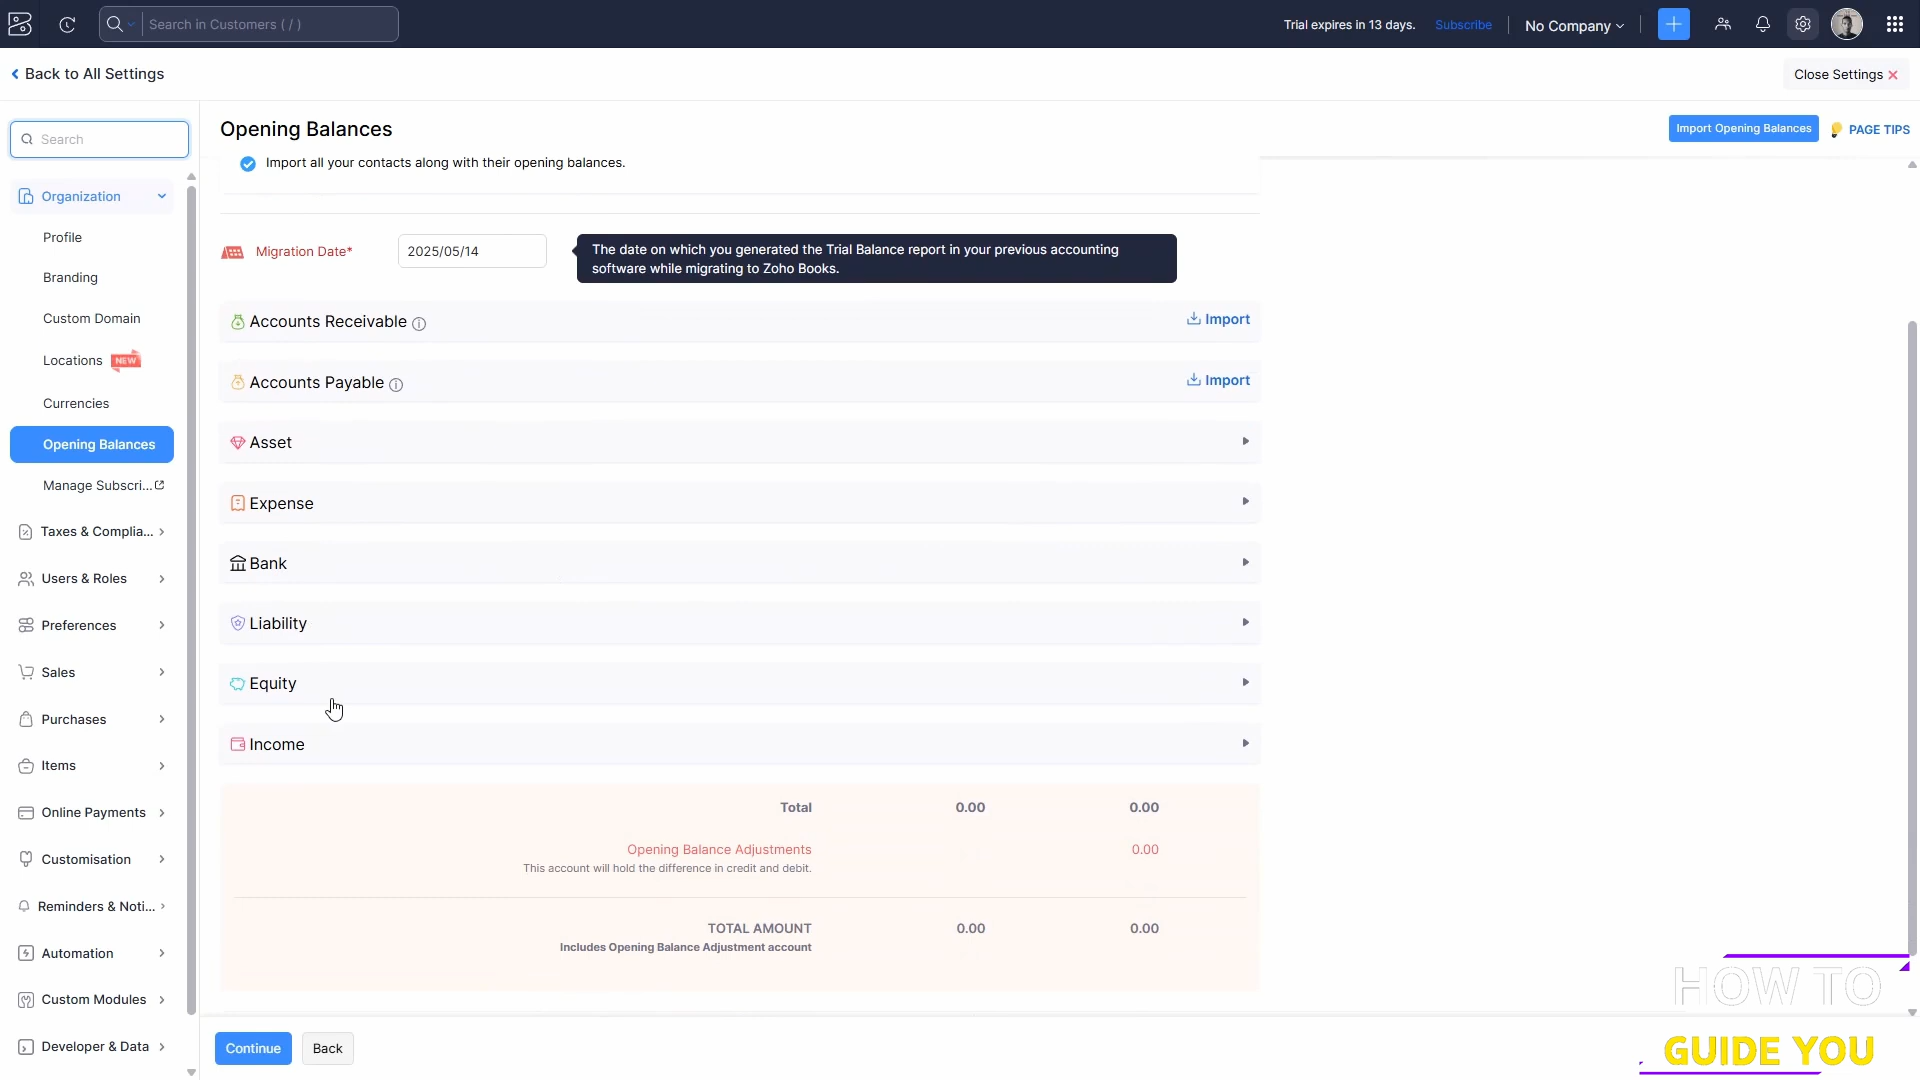 Search in Customers ( / )
Trial expires in 13 days.
Subscribe
No Company
Back to All Settings
Close Settings
Search
Opening Balances
Import Opening Balances
PAGE TIPS
Import all your contacts along with their opening balances.
Organization
Profile
Branding
Custom Domain
Locations NEW
Currencies
Opening Balances
Manage Subscri...
Taxes & Complia...
Users & Roles
Preferences
Sales
Purchases
Items
Online Payments
Customisation
Reminders & Noti...
Automation
Custom Modules
Developer & Data
Migration Date*
2025/05/14
The date on which you generated the Trial Balance report in your previous accounting
software while migrating to Zoho Books.
Accounts Receivable
Import
Accounts Payable
Import
Asset
Expense
Bank
Liability
Equity
Income
Total 0.00 0.00
Opening Balance Adjustments 0.00
This account will hold the difference in credit and debit.
TOTAL AMOUNT 0.00 0.00
Includes Opening Balance Adjustment account
Continue
Back
HOW TO
GUIDE YOU